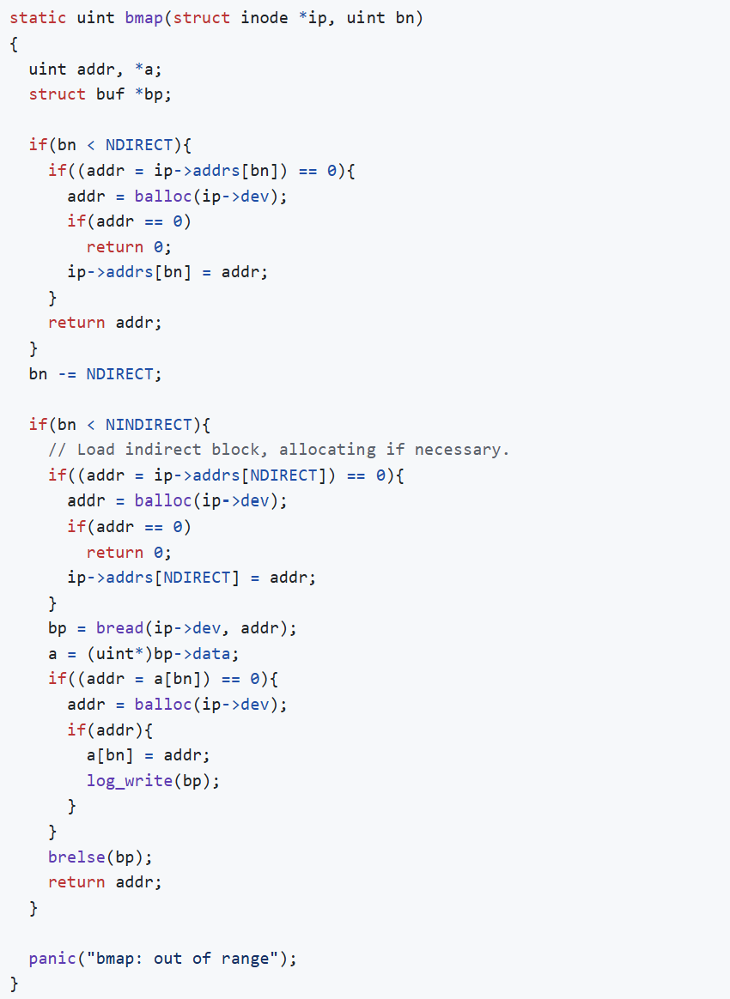 static uint bmap(struct inode *ip, uint bn)
{
  uint addr, *a;
  struct buf *bp;

  if(bn < NDIRECT){
    if((addr = ip->addrs[bn]) == 0){
      addr = balloc(ip->dev);
      if(addr == 0)
        return 0;
      ip->addrs[bn] = addr;
    }
    return addr;
  }
  bn -= NDIRECT;

  if(bn < NINDIRECT){
    // Load indirect block, allocating if necessary.
    if((addr = ip->addrs[NDIRECT]) == 0){
      addr = balloc(ip->dev);
      if(addr == 0)
        return 0;
      ip->addrs[NDIRECT] = addr;
    }
    bp = bread(ip->dev, addr);
    a = (uint*)bp->data;
    if((addr = a[bn]) == 0){
      addr = balloc(ip->dev);
      if(addr){
        a[bn] = addr;
        log_write(bp);
      }
    }
    brelse(bp);
    return addr;
  }

  panic("bmap: out of range");
}